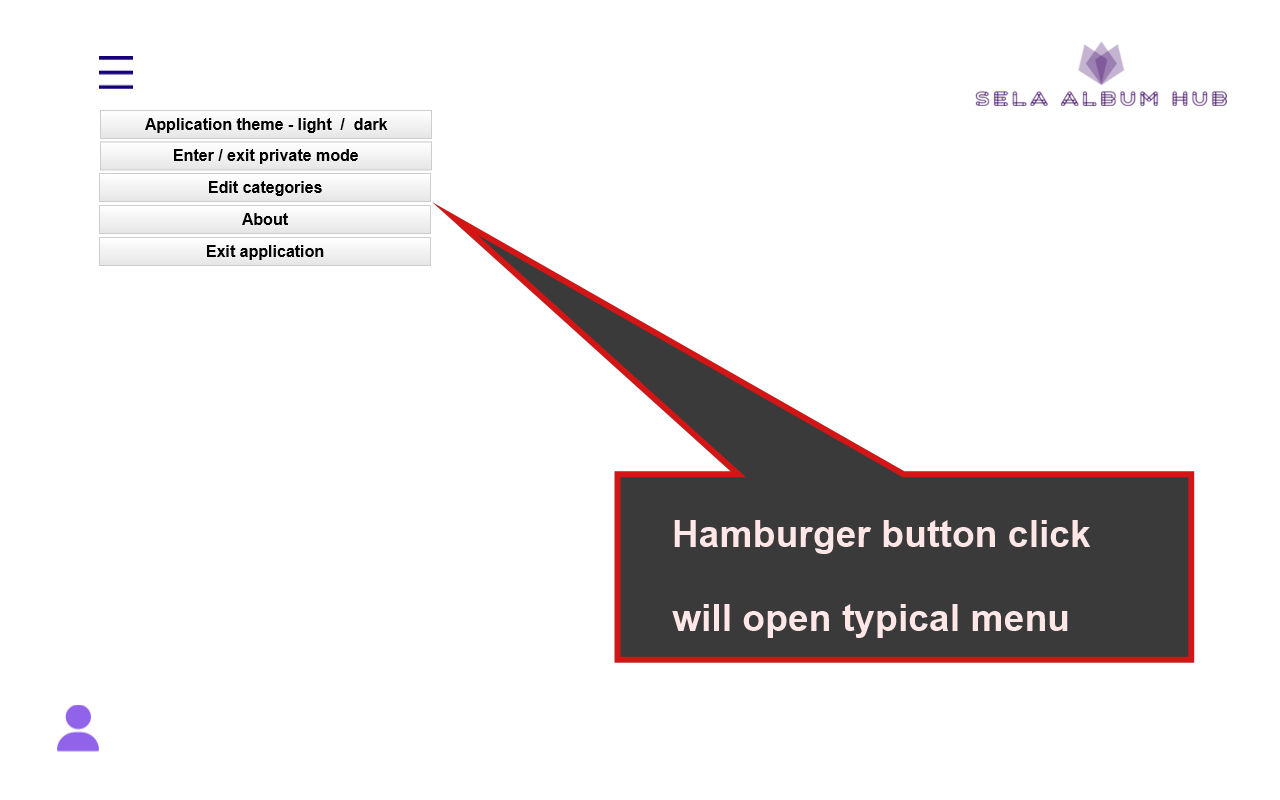 SELA ALBUM HUB
Application theme - light / dark
Enter / exit private mode
Edit categories
About
Exit application
Hamburger button click
will open typical menu